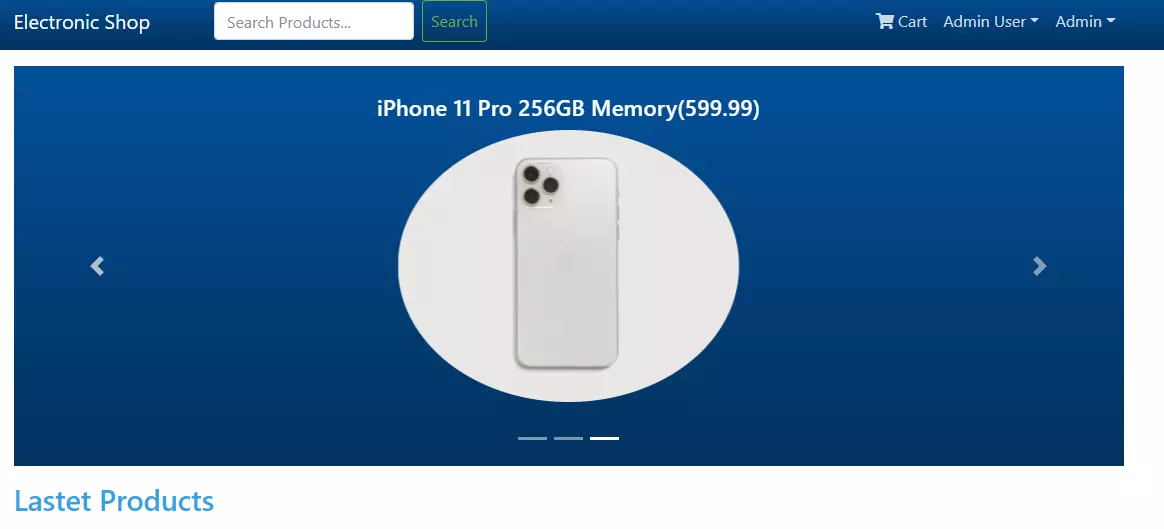 Electronic Shop
Search Products...
Search
Cart
Admin User
Admin
iPhone 11 Pro 256GB Memory(599.99)
Lastet Products